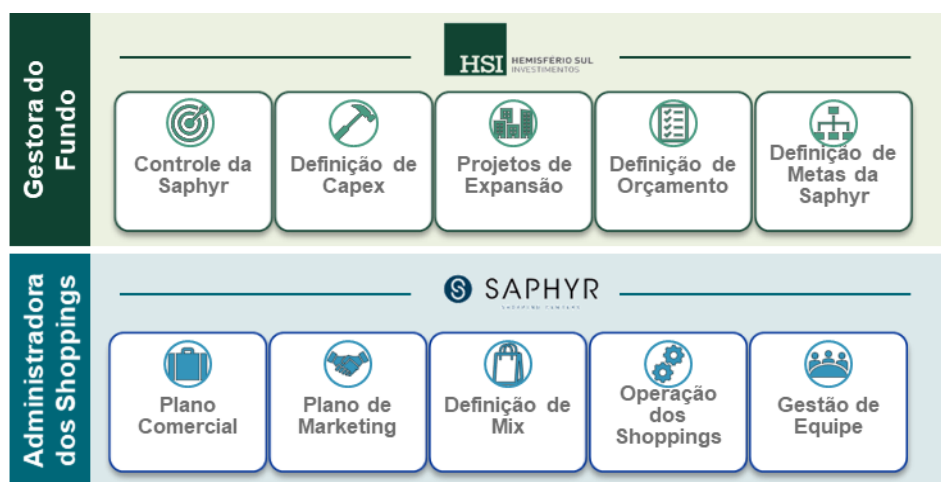 Gestora do
Fundo
HSI
HEMISFÉRIO SUL
INVESTIMENTOS
Controle da
Saphyr
Definição de
Capex
Projetos de
Expansão
Definição de
Orçamento
Definição de
Metas da
Saphyr
Administradora
dos Shoppings
SAPHYR
SHOPPING CENTERS
Plano
Comercial
Plano de
Marketing
Definição de
Mix
Operação
dos
Shoppings
Gestão de
Equipe